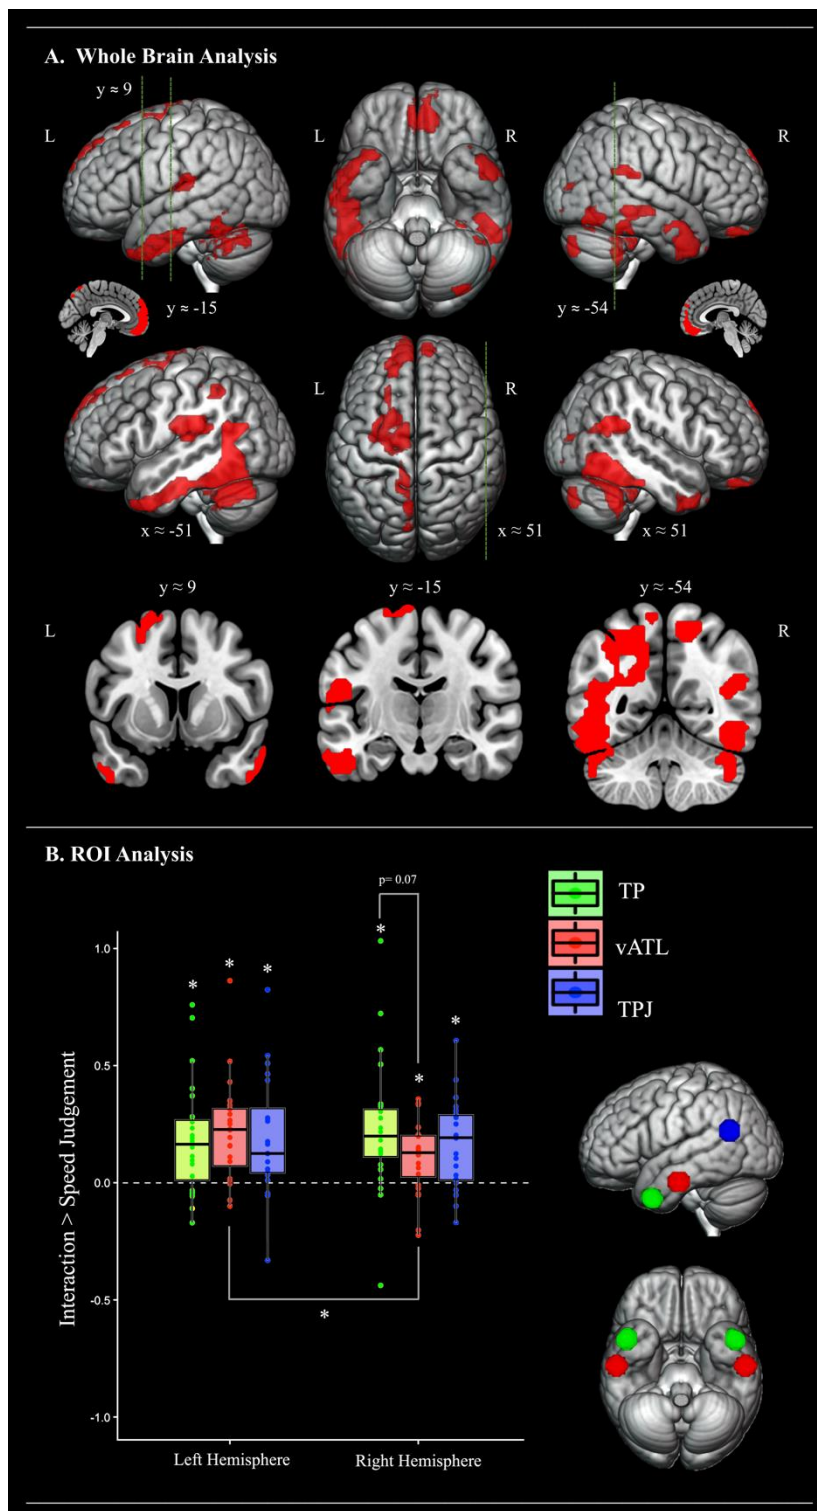 A. Whole Brain Analysis
y ≈ 9
L
R
R
y ≈ -15
y ≈ -54
L
R
x ≈ -51
x ≈ 51
x ≈ 51
y ≈ 9
y ≈ -15
y ≈ -54
L
R
B. ROI Analysis
p= 0.07
TP
vATL
TPJ
1.0
*
*
*
*
*
*
0.5
0.0
-0.5
*
-1.0
Interaction > Speed Judgement
Left Hemisphere
Right Hemisphere